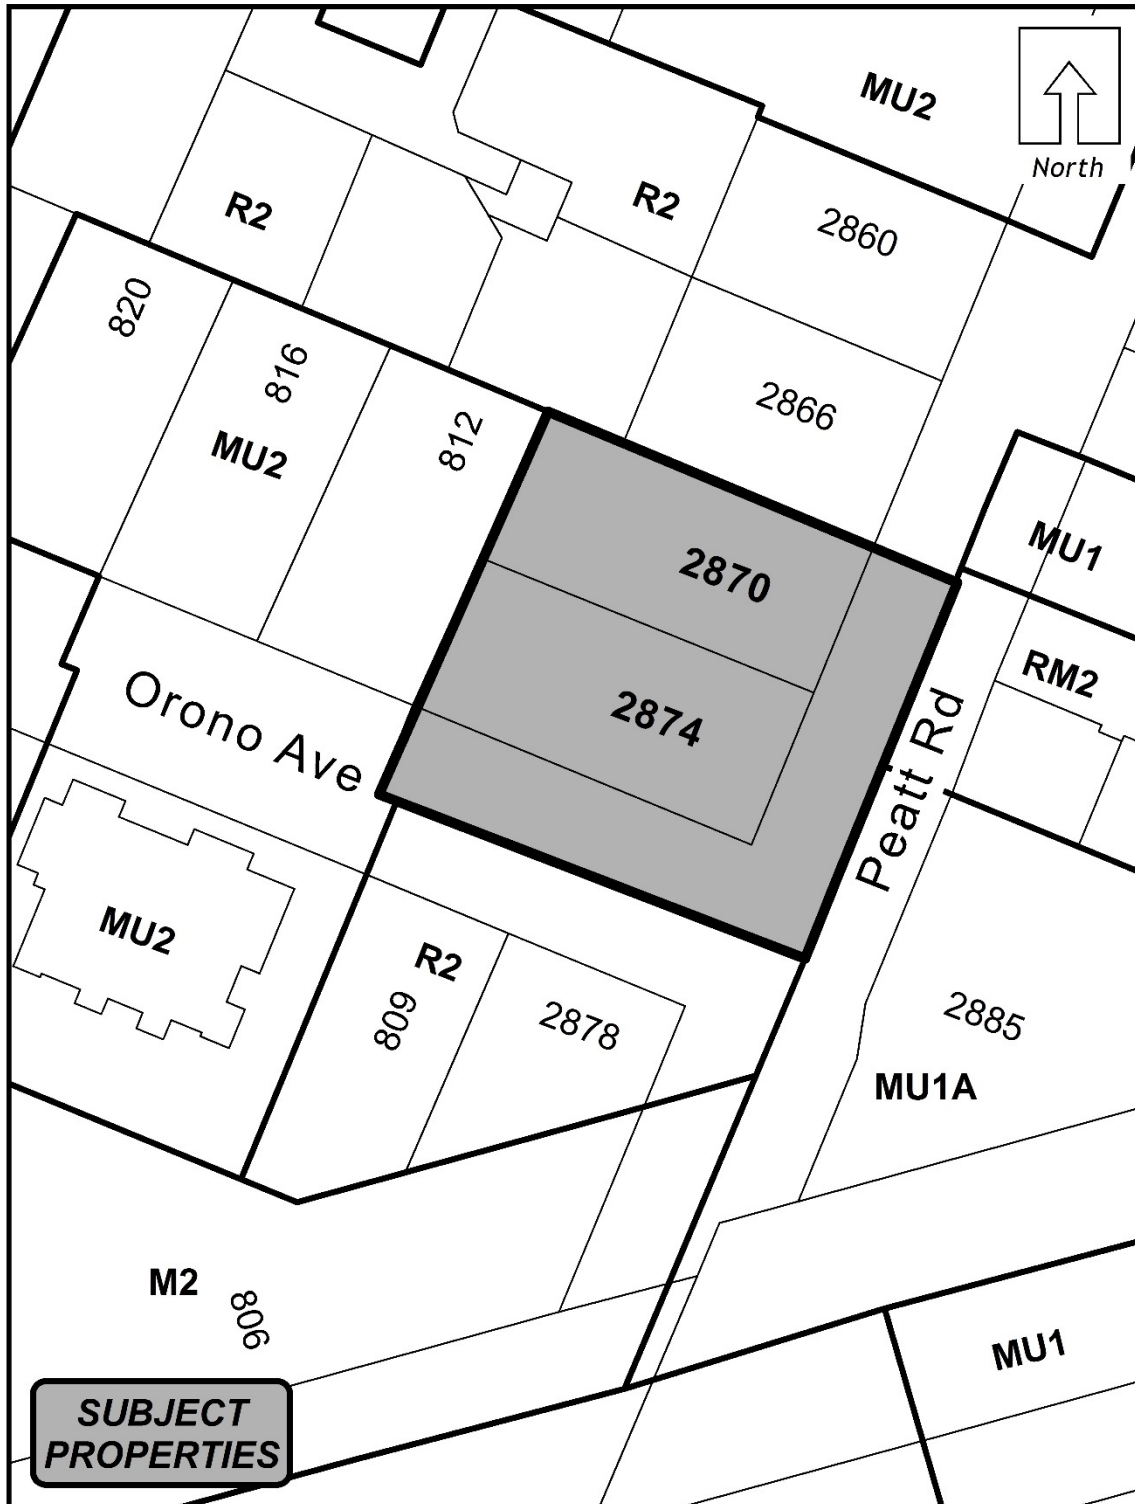 MU2
North
R2
R2
2860
820
816
MU2
812
2866
2870
MU1
2874
RM2
Orono Ave
Peatt Rd
MU2
R2
809
2878
2885
MU1A
M2
806
MU1
SUBJECT
PROPERTIES